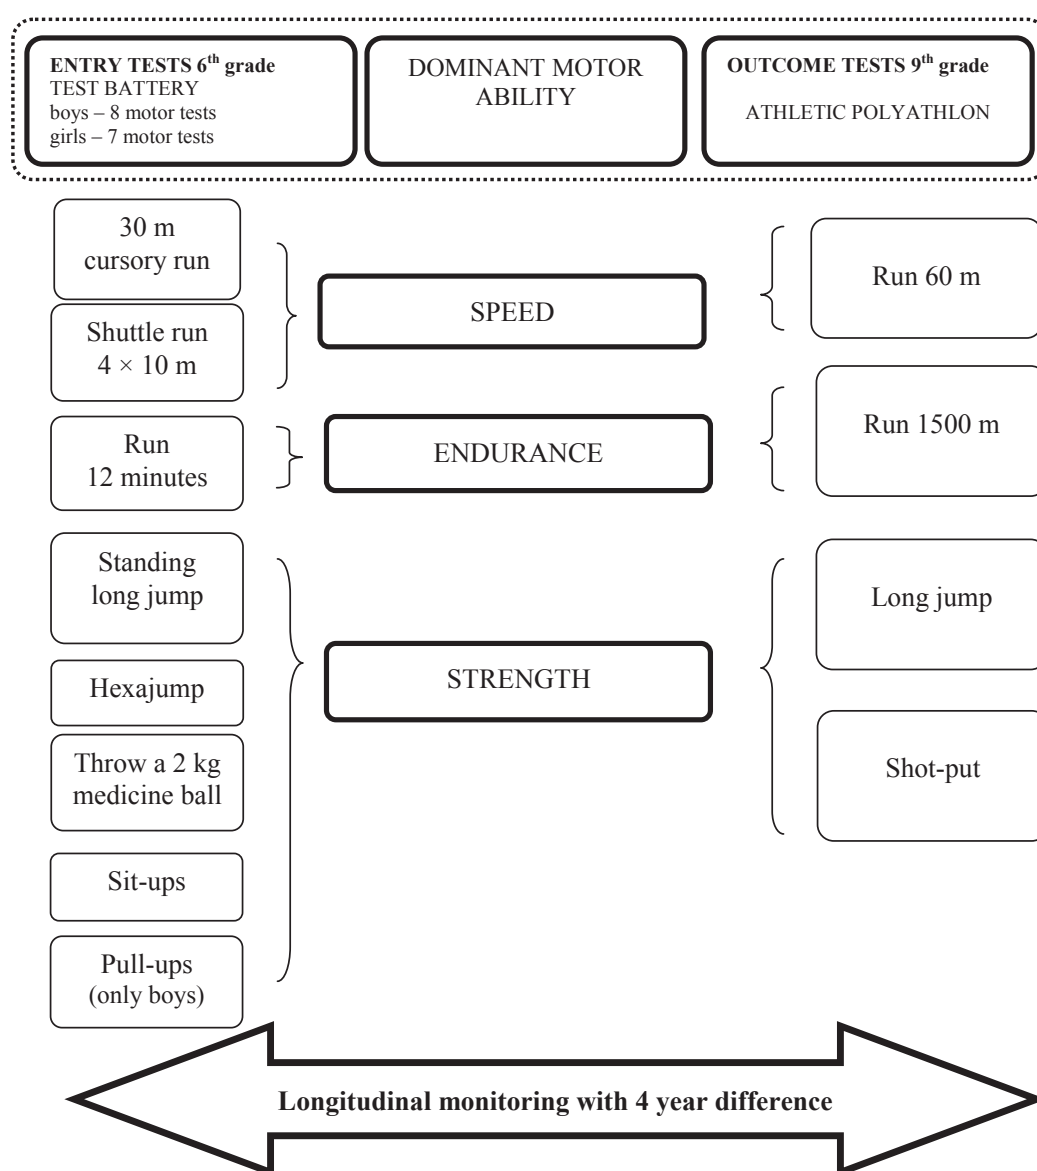 ENTRY TESTS 6th grade
TEST BATTERY
boys – 8 motor tests
girls – 7 motor tests
DOMINANT MOTOR
ABILITY
OUTCOME TESTS 9th grade
ATHLETIC POLYATHLON
30 m
cursory run
Shuttle run
4 × 10 m
SPEED
Run 60 m
Run
12 minutes
ENDURANCE
Run 1500 m
Standing
long jump
Hexajump
Throw a 2 kg
medicine ball
Sit-ups
Pull-ups
(only boys)
STRENGTH
Long jump
Shot-put
Longitudinal monitoring with 4 year difference